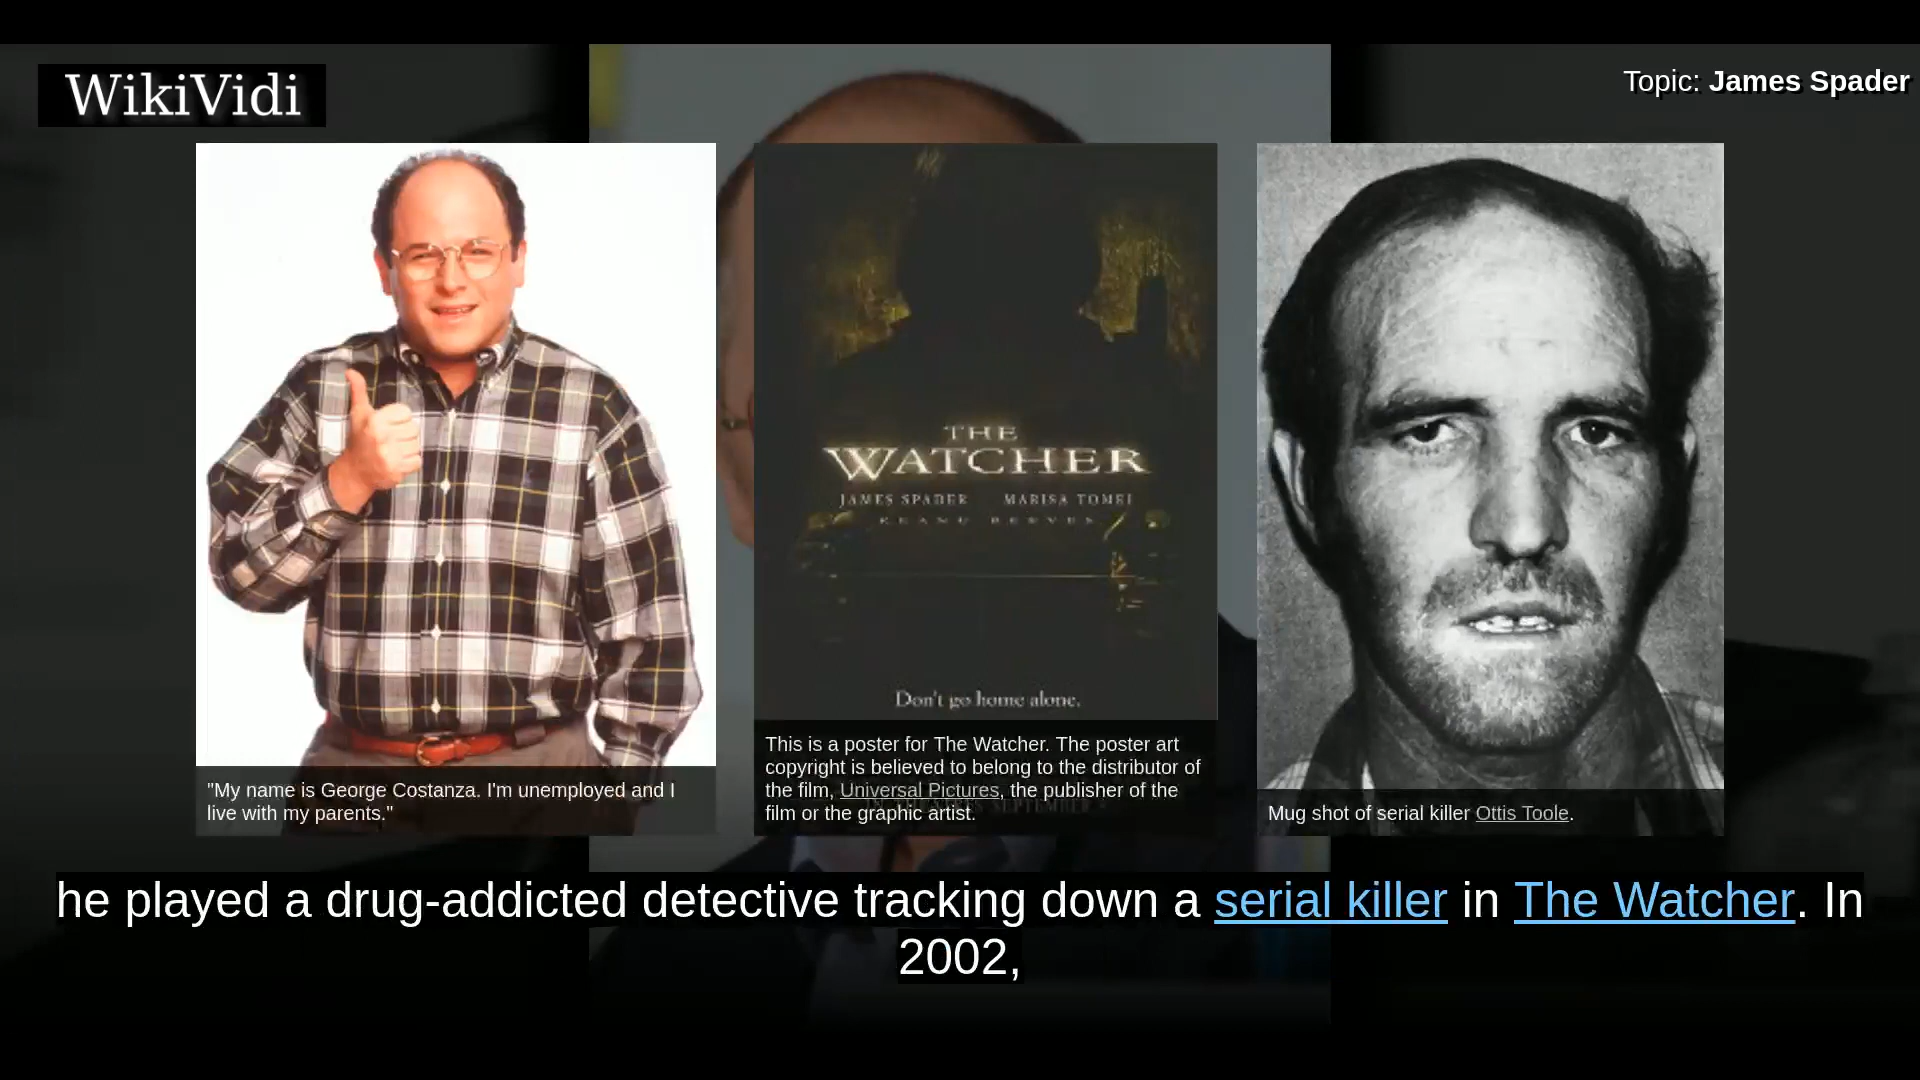 WikiVidi
Topic: James Spader
THE
WATCHER
JAMES SPADER MARISA TOMEI
KEANU REEVES
Don't go home alone.
"My name is George Costanza. I'm unemployed and I
live with my parents."
This is a poster for The Watcher. The poster art
copyright is believed to belong to the distributor of
the film, Universal Pictures, the publisher of the
film or the graphic artist.
IN THEATRES SEPTEMBER
Mug shot of serial killer Ottis Toole.
he played a drug-addicted detective tracking down a serial killer in The Watcher. In
2002,